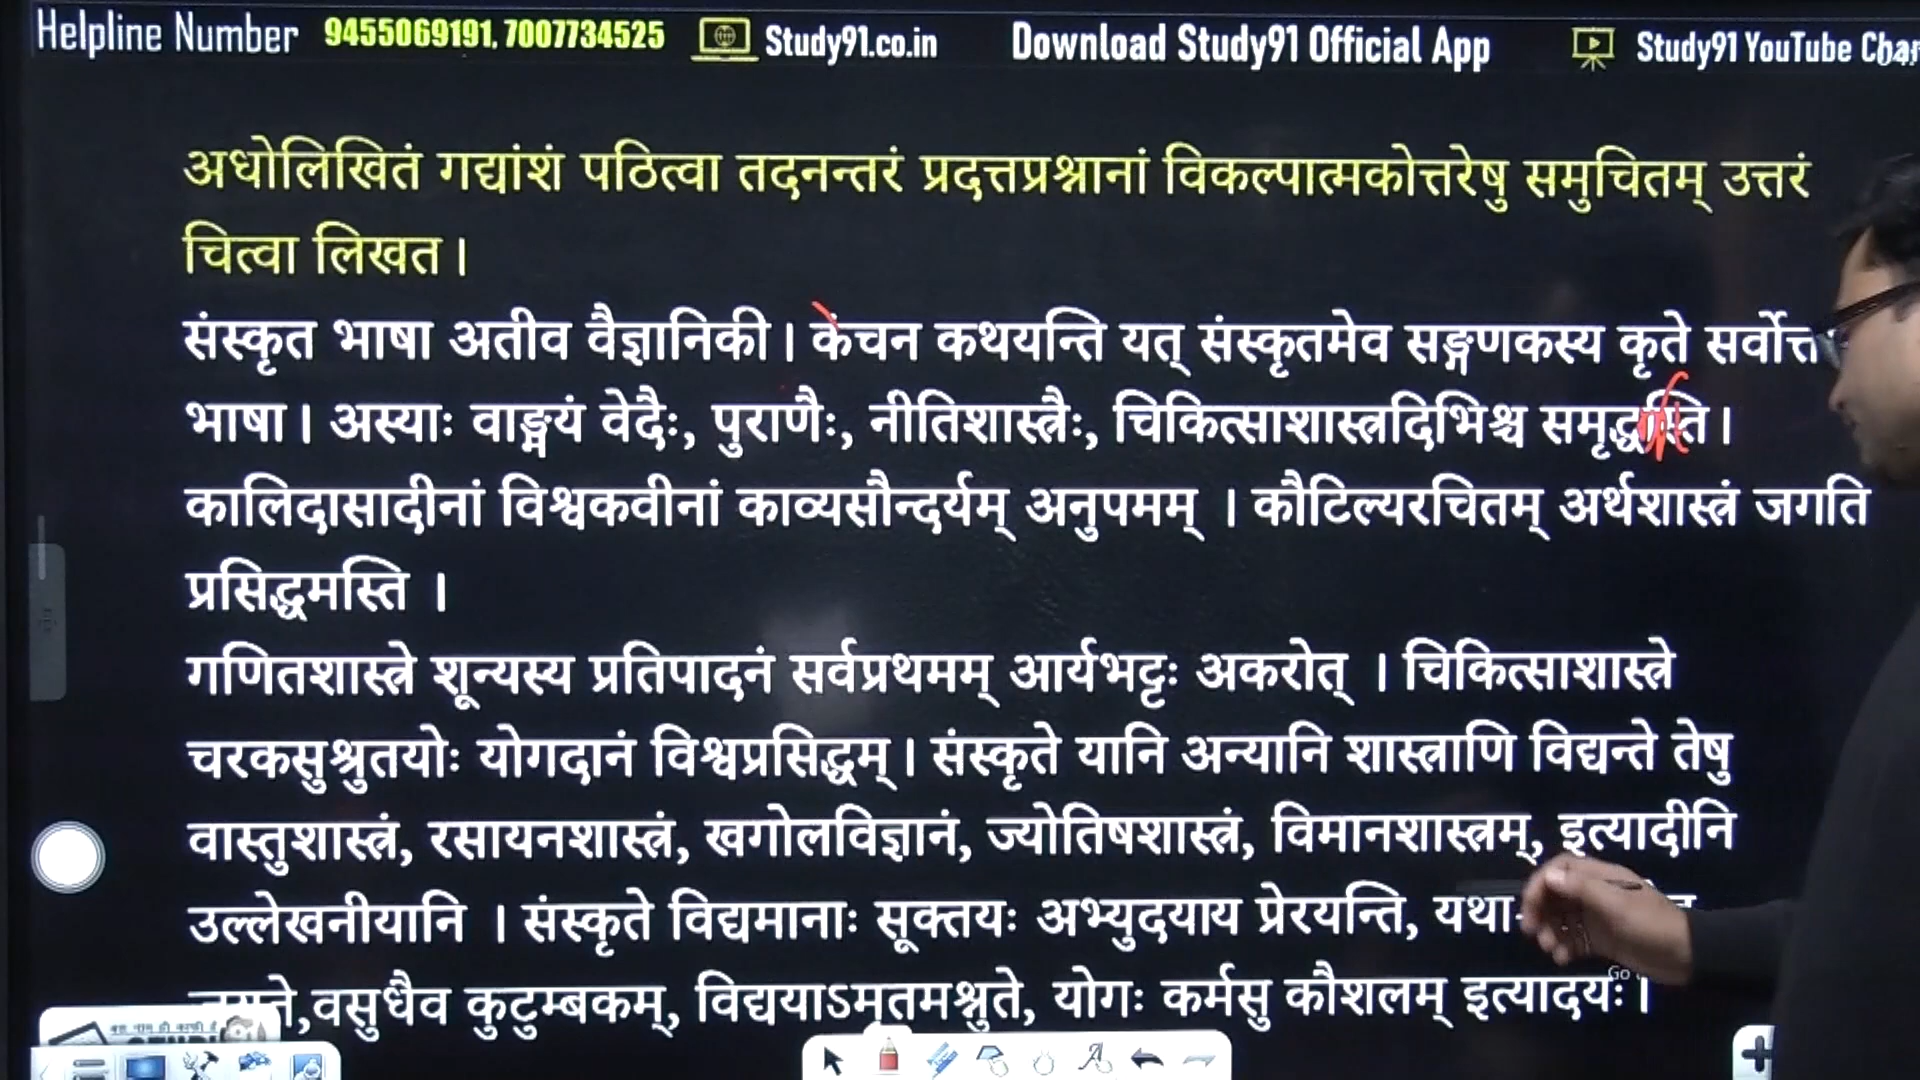 Helpline Number 9455069191, 7007734525 Study91.co.in Download Study91 Official App Study91 YouTube
अधोलिखितं गद्यांशं पठित्वा तदनन्तरं प्रदत्तप्रश्नानां विकल्पात्मकोत्तरेषु समुचितम् उत्तरं
चित्वा लिखत ।
संस्कृत भाषा अतीव वैज्ञानिकी । केचन कथयन्ति यत् संस्कृतमेव सङ्गणकस्य कृते सर्वोत्त
भाषा । अस्याः वाङ्मयं वेदैः, पुराणैः, नीतिशास्त्रैः, चिकित्साशास्त्रदिभिश्च
कालिदासादीनां विश्वकवीनां काव्यसौन्दर्यम् अनुपमम् । कौटिल्यरचितम् अर्थशास्त्रं जगति
प्रसिद्धमस्ति ।
गणितशास्त्रे शून्यस्य प्रतिपादनं सर्वप्रथमम् आर्यभट्टः अकरोत् । चिकित्साशास्त्रे
चरकसुश्रुतयोः योगदानं विश्वप्रसिद्धम् । संस्कृते यानि अन्यानि शास्त्राणि विद्यन्ते तेषु
वास्तुशास्त्रं, रसायनशास्त्रं, खगोलविज्ञानं, ज्योतिषशास्त्रं, विमानशास्त्रम्, इत्यादीनि
उल्लेखनीयानि । संस्कृते विद्यमानाः सूक्तयः अभ्युदयाय प्रेरयन्ति, यथा-
वसुधैव कुटुम्बकम्, विद्ययाऽमृतमश्नुते, योगः कर्मसु कौशलम् इत्यादयः ।